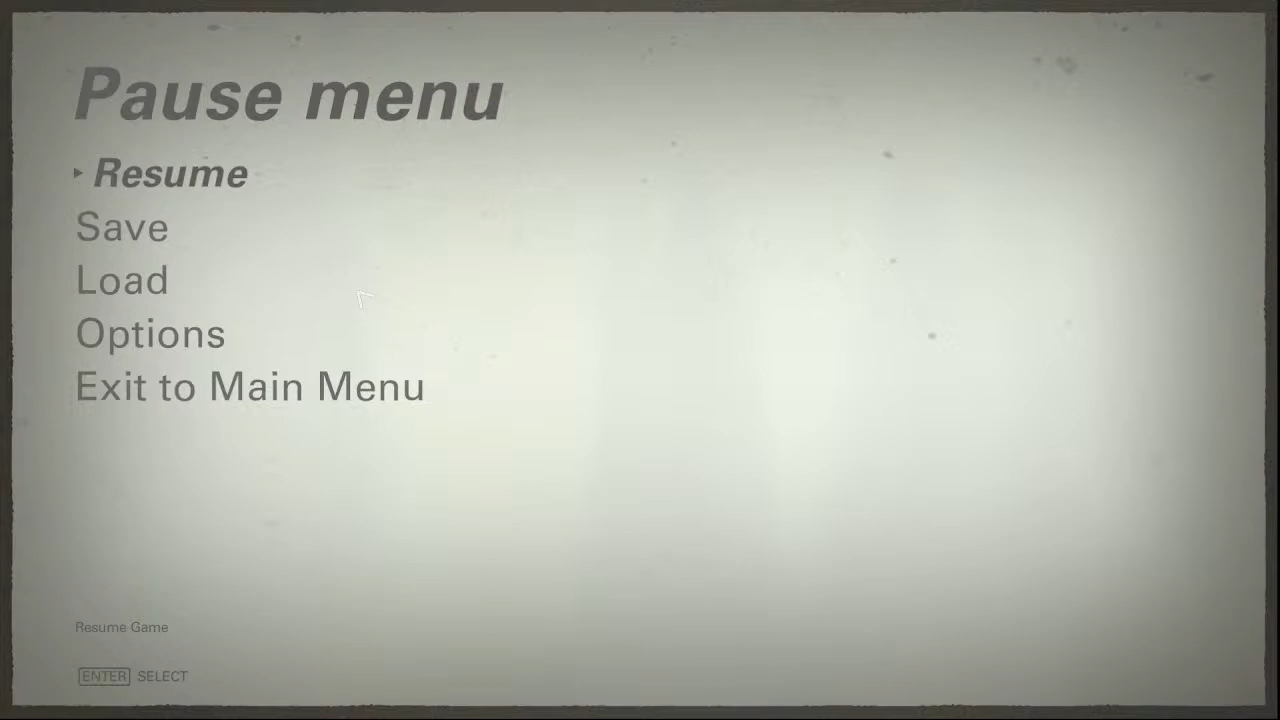 Pause menu
Resume
Save
Load
Options
Exit to Main Menu
Resume Game
ENTER SELECT